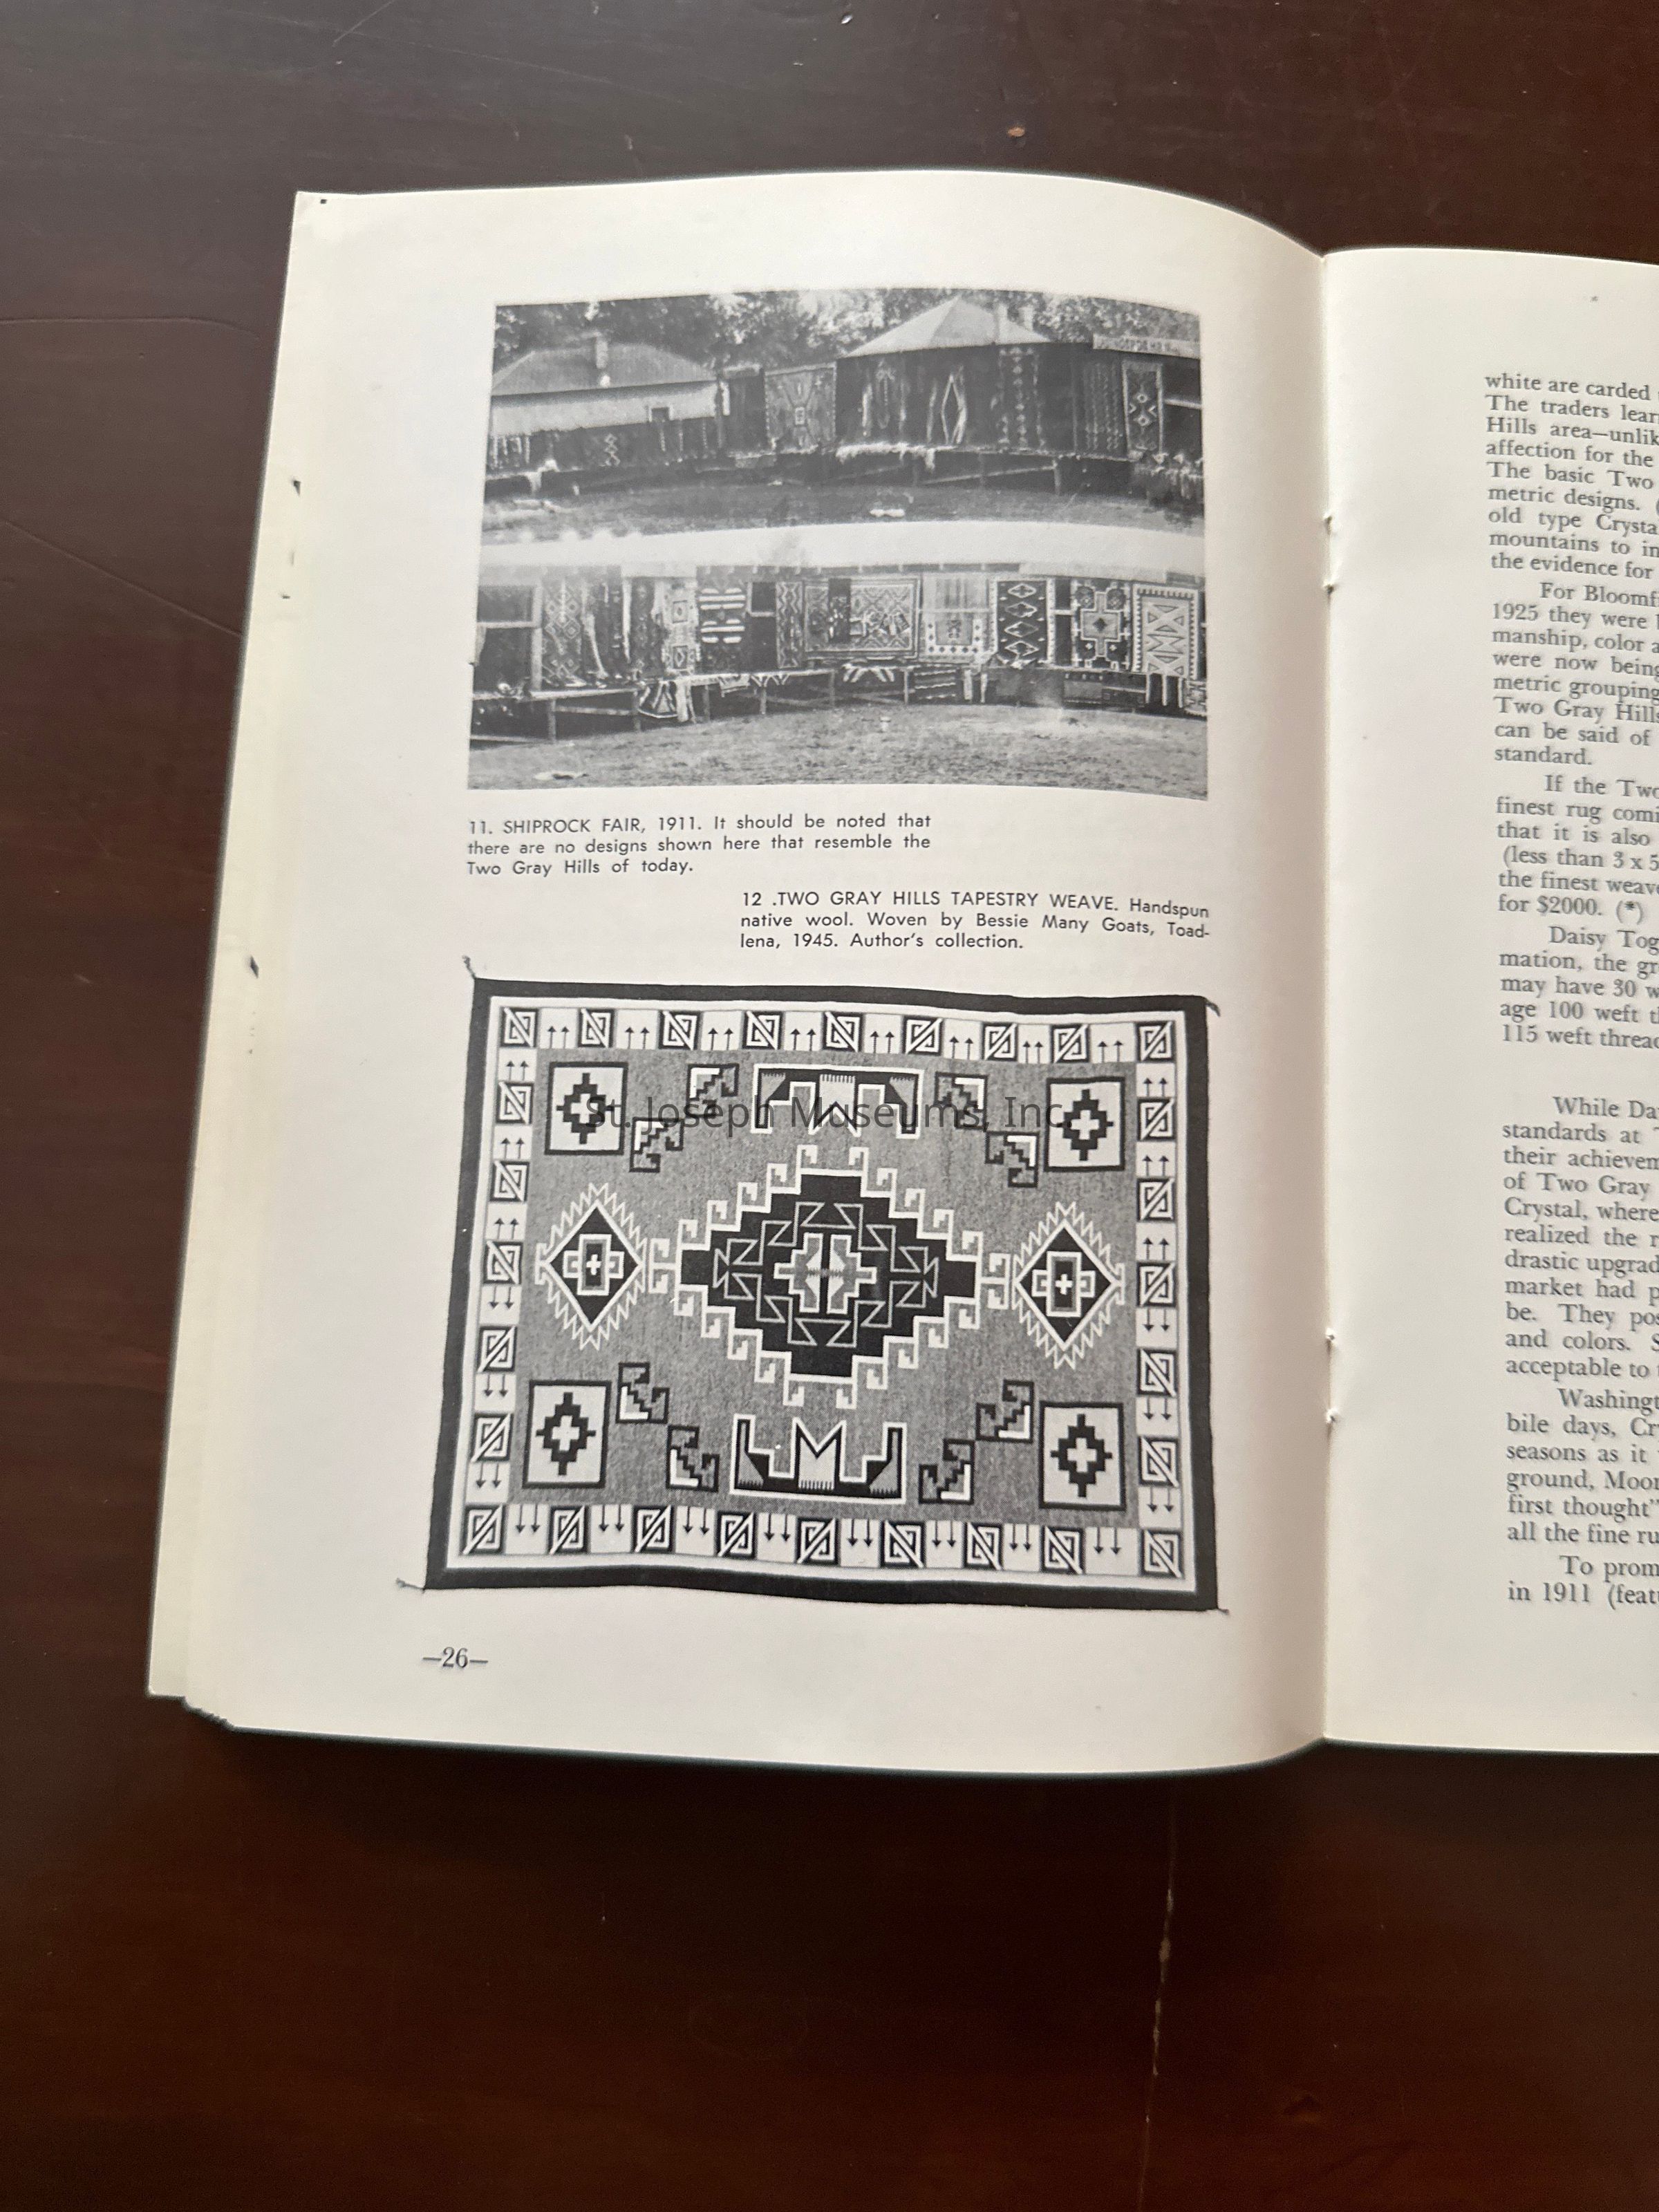 11. SHIPROCK FAIR, 1911. It should be noted that
there are no designs shown here that resemble the
Two Gray Hills of today.
12 .TWO GRAY HILLS TAPESTRY WEAVE. Handspun
native wool. Woven by Bessie Many Goats, Toad-
lena, 1945. Author's collection.
St. Joseph Museums, Inc.
—26—
white are carded
The traders lear
Hills area—unlik
affection for the
The basic Two
metric designs. (
old type Crysta
mountains to in
the evidence for
For Bloomf
1925 they were
manship, color a
were now being
metric grouping
Two Gray Hills
can be said of
standard.
If the Two
finest rug comi
that it is also
(less than 3 x 5
the finest weave
for $2000. (*)
Daisy Tog
mation, the gr
may have 30 w
age 100 weft th
115 weft thread
While Da
standards at
their achievem
of Two Gray
Crystal, where
realized the r
drastic upgrad
market had p
be. They pos
and colors. S
acceptable to
Washingt
bile days, Cr
seasons as it
ground, Moor
first thought"
all the fine ru
To prom
in 1911 (feat